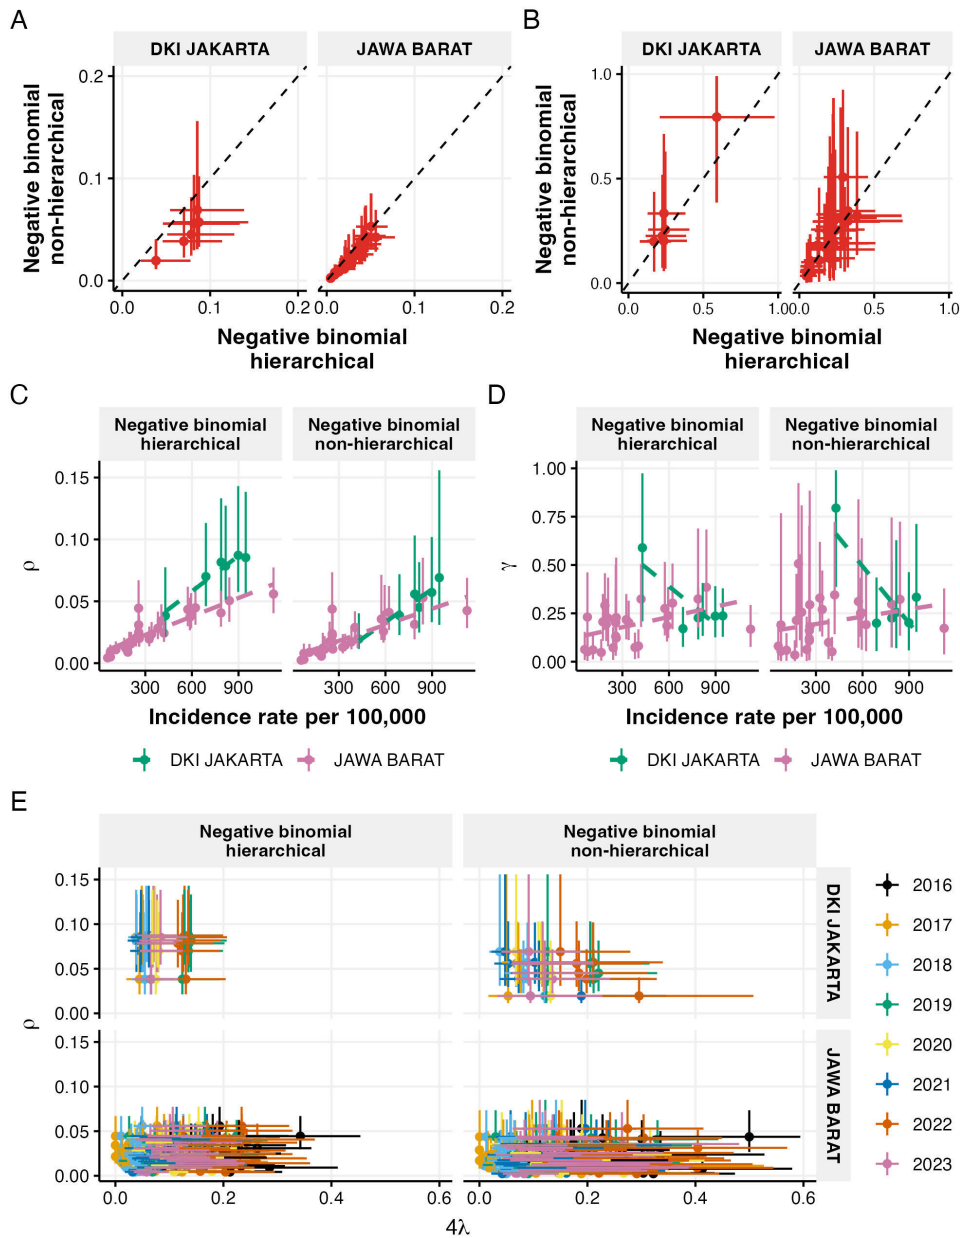 A
B
DKI JAKARTA
JAWA BARAT
DKI JAKARTA
JAWA BARAT
Negative binomial
non-hierarchical
0.2
0.1
0.0
0.0
0.1
0.2
0.0
0.1
0.2
Negative binomial
hierarchical
Negative binomial
non-hierarchical
1.0
0.5
0.0
0.0
0.5
1.0
0.0
0.5
1.0
Negative binomial
hierarchical
C
D
Negative binomial
hierarchical
Negative binomial
non-hierarchical
ρ
0.15
0.10
0.05
0.00
300
600
900
300
600
900
Incidence rate per 100,000
DKI JAKARTA
JAWA BARAT
Negative binomial
hierarchical
Negative binomial
non-hierarchical
γ
1.00
0.75
0.50
0.25
0.00
300
600
900
300
600
900
Incidence rate per 100,000
DKI JAKARTA
JAWA BARAT
E
Negative binomial
hierarchical
Negative binomial
non-hierarchical
ρ
0.15
0.10
0.05
0.00
DKI JAKARTA
0.15
0.10
0.05
0.00
JAWA BARAT
0.0
0.2
0.4
0.6
0.0
0.2
0.4
0.6
4λ
2016
2017
2018
2019
2020
2021
2022
2023